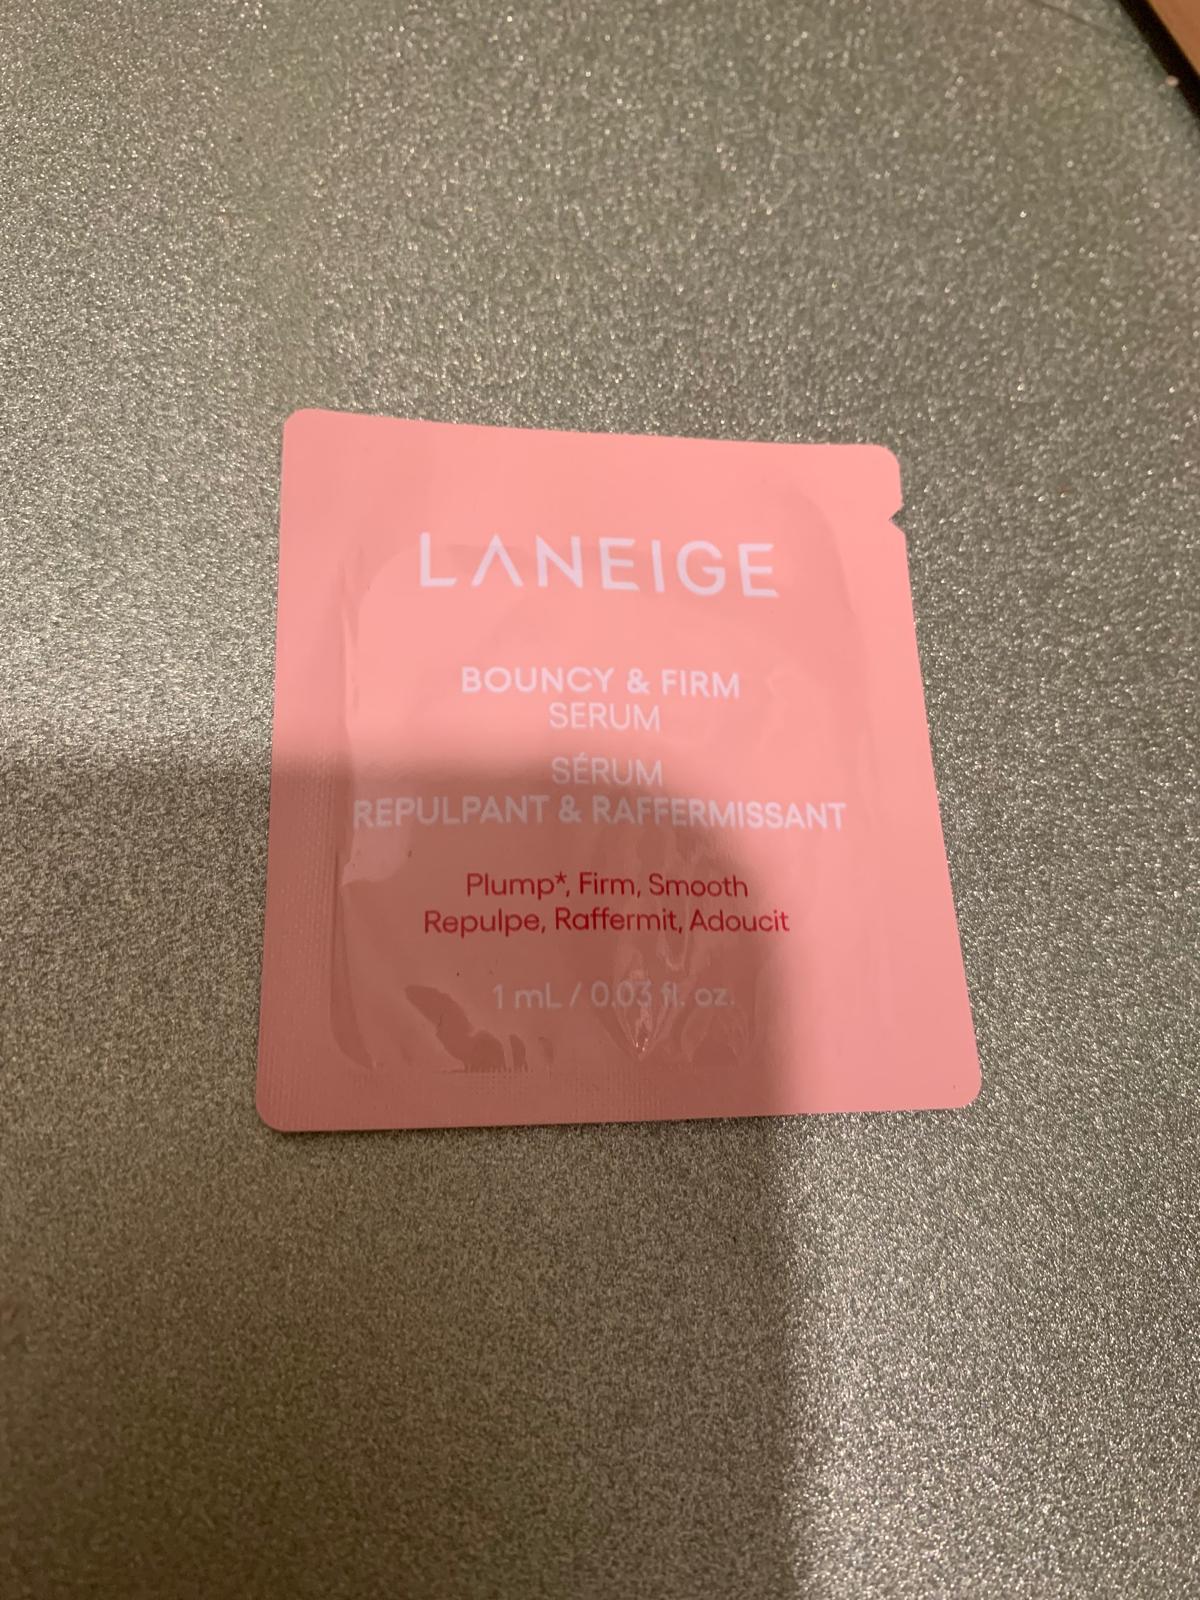 LANEIGE
BOUNCY & FIRM
SERUM
SÉRUM
REPULPANT & RAFFERMISSANT
Plump*, Firm, Smooth
Repulpe, Raffermit, Adoucit
1 mL / 0.03 fl. oz.